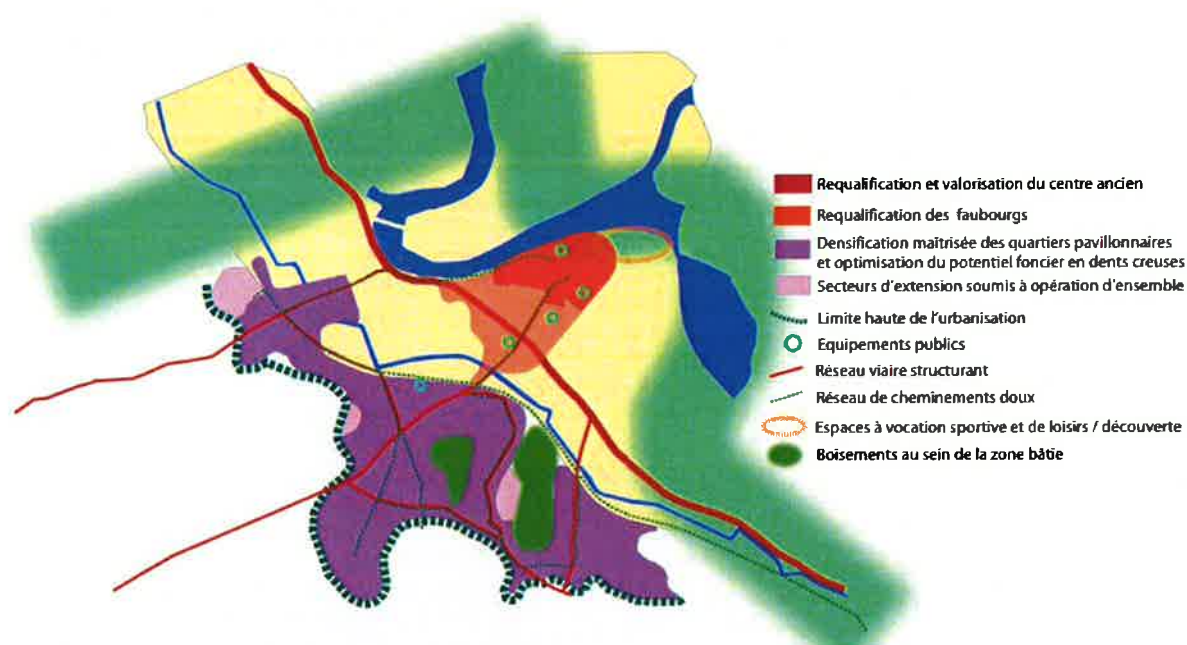 Requalification et valorisation du centre ancien
Requalification des faubourgs
Densification maîtrisée des quartiers pavillonnaires
et optimisation du potentiel foncier en dents creuses
Secteurs d'extension soumis à opération d'ensemble
Limite haute de l'urbanisation
Equipements publics
Réseau viaire structurant
Réseau de cheminements doux
Espaces à vocation sportive et de loisirs / découverte
Boisements au sein de la zone bâtie